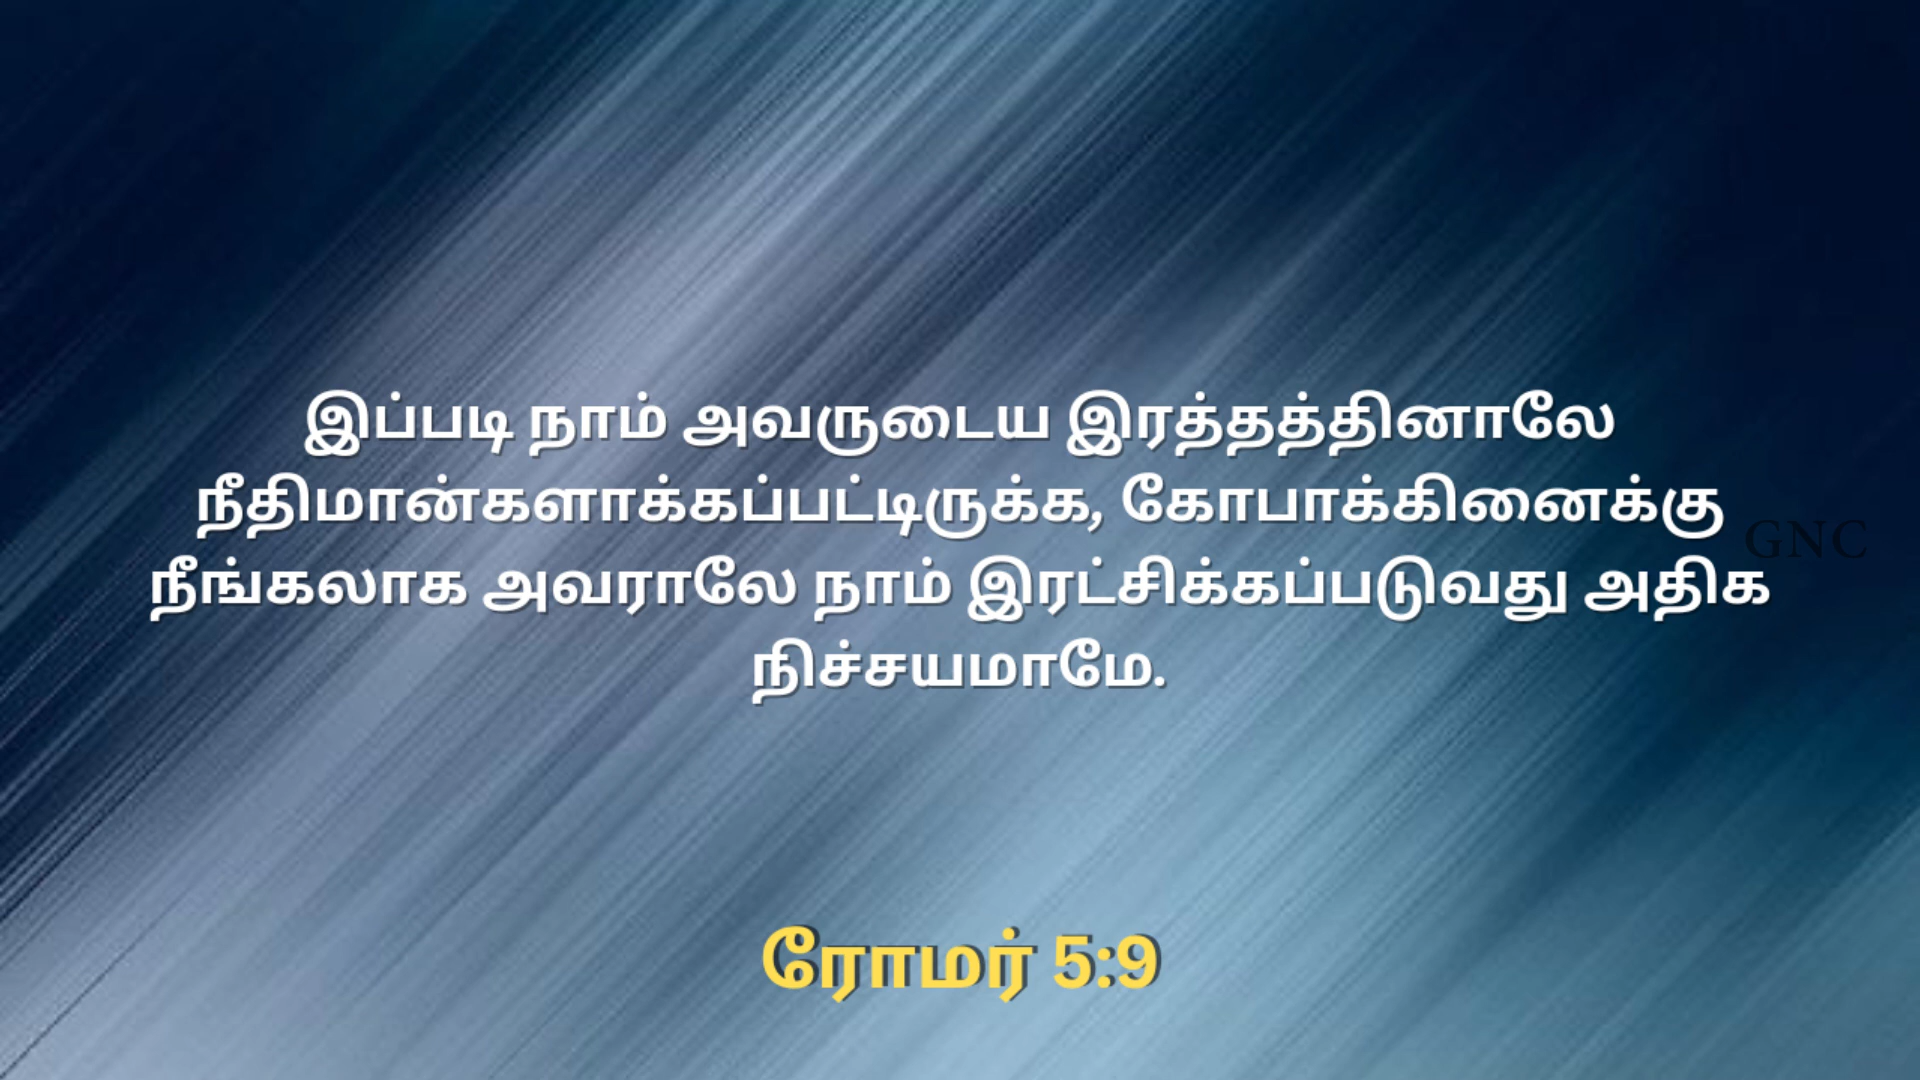 இப்படி நாம் அவருடைய இரத்தத்தினாலே
நீதிமான்களாக்கப்பட்டிருக்க, கோபாக்கினைக்கு
நீங்கலாக அவராலே நாம் இரட்சிக்கப்படுவது அதிக
நிச்சயமாமே.
GNC
ரோமர் 5:9